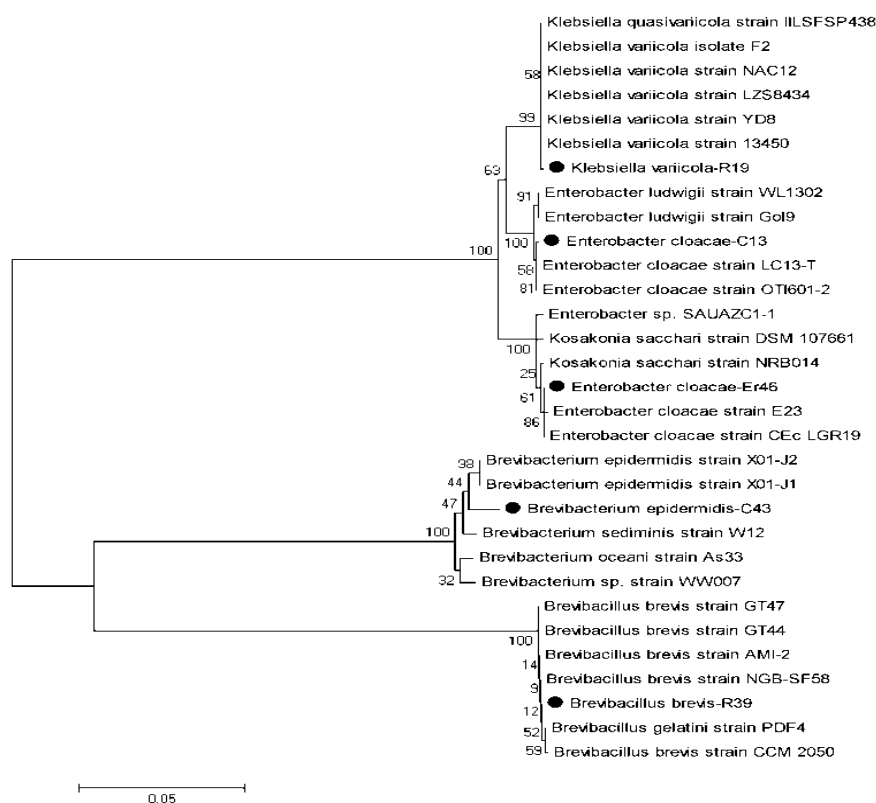 Klebsiella quasivariicola strain IILSFSP438
Klebsiella variicola isolate F2
58
Klebsiella variicola strain NAC12
Klebsiella variicola strain LZS8434
99
Klebsiella variicola strain YD8
Klebsiella variicola strain 13450
63
Klebsiella variicola-R19
91
Enterobacter ludwigii strain WL1302
Enterobacter ludwigii strain Gol9
100
100
Enterobacter cloacae-C13
58
Enterobacter cloacae strain LC13-T
81
Enterobacter cloacae strain OTI601-2
Enterobacter sp. SAUAZC1-1
100
Kosakonia sacchari strain DSM 107661
Kosakonia sacchari strain NRB014
25
Enterobacter cloacae-Er46
61
Enterobacter cloacae strain E23
86
Enterobacter cloacae strain CEc LGR19
38
Brevibacterium epidermidis strain X01-J2
44
Brevibacterium epidermidis strain X01-J1
47
Brevibacterium epidermidis-C43
100
Brevibacterium sediminis strain W12
Brevibacterium oceani strain As33
32
Brevibacterium sp. strain WW007
Brevibacillus brevis strain GT47
100
Brevibacillus brevis strain GT44
14
Brevibacillus brevis strain AMI-2
9
Brevibacillus brevis strain NGB-SF58
12
Brevibacillus brevis-R39
52
Brevibacillus gelatini strain PDF4
59
Brevibacillus brevis strain CCM 2050
0.05